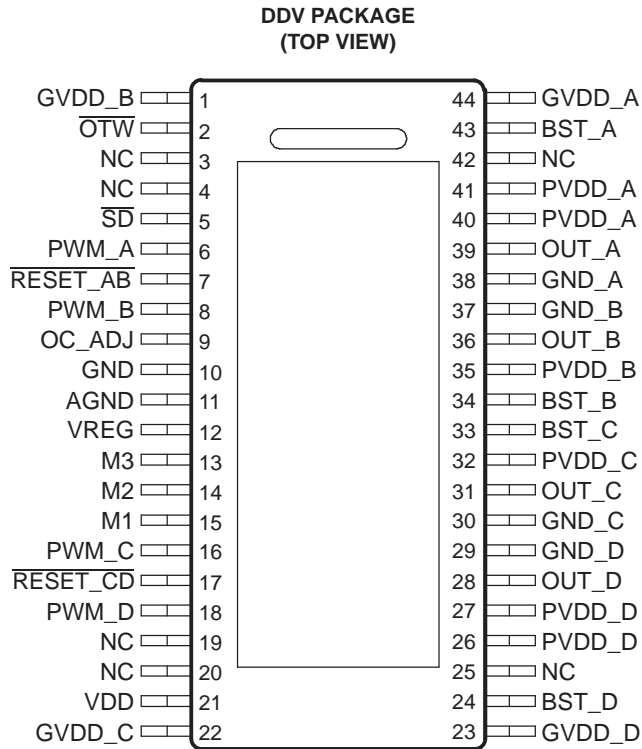 DDV PACKAGE
(TOP VIEW)
GVDD_B 1 44 GVDD_A
OTW 2 43 BST_A
NC 3 42 NC
NC 4 41 PVDD_A
SD 5 40 PVDD_A
PWM_A 6 39 OUT_A
RESET_AB 7 38 GND_A
PWM_B 8 37 GND_B
OC_ADJ 9 36 OUT_B
GND 10 35 PVDD_B
AGND 11 34 BST_B
VREG 12 33 BST_C
M3 13 32 PVDD_C
M2 14 31 OUT_C
M1 15 30 GND_C
PWM_C 16 29 GND_D
RESET_CD 17 28 OUT_D
PWM_D 18 27 PVDD_D
NC 19 26 PVDD_D
NC 20 25 NC
VDD 21 24 BST_D
GVDD_C 22 23 GVDD_D